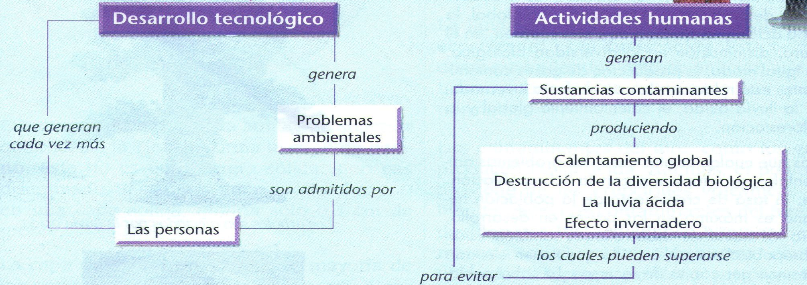 Desarrollo tecnológico
genera
Problemas
ambientales
son admitidos por
Las personas
que generan
cada vez más
Actividades humanas
generan
Sustancias contaminantes
produciendo
Calentamiento global
Destrucción de la diversidad biológica
La lluvia ácida
Efecto invernadero
los cuales pueden superarse
para evitar